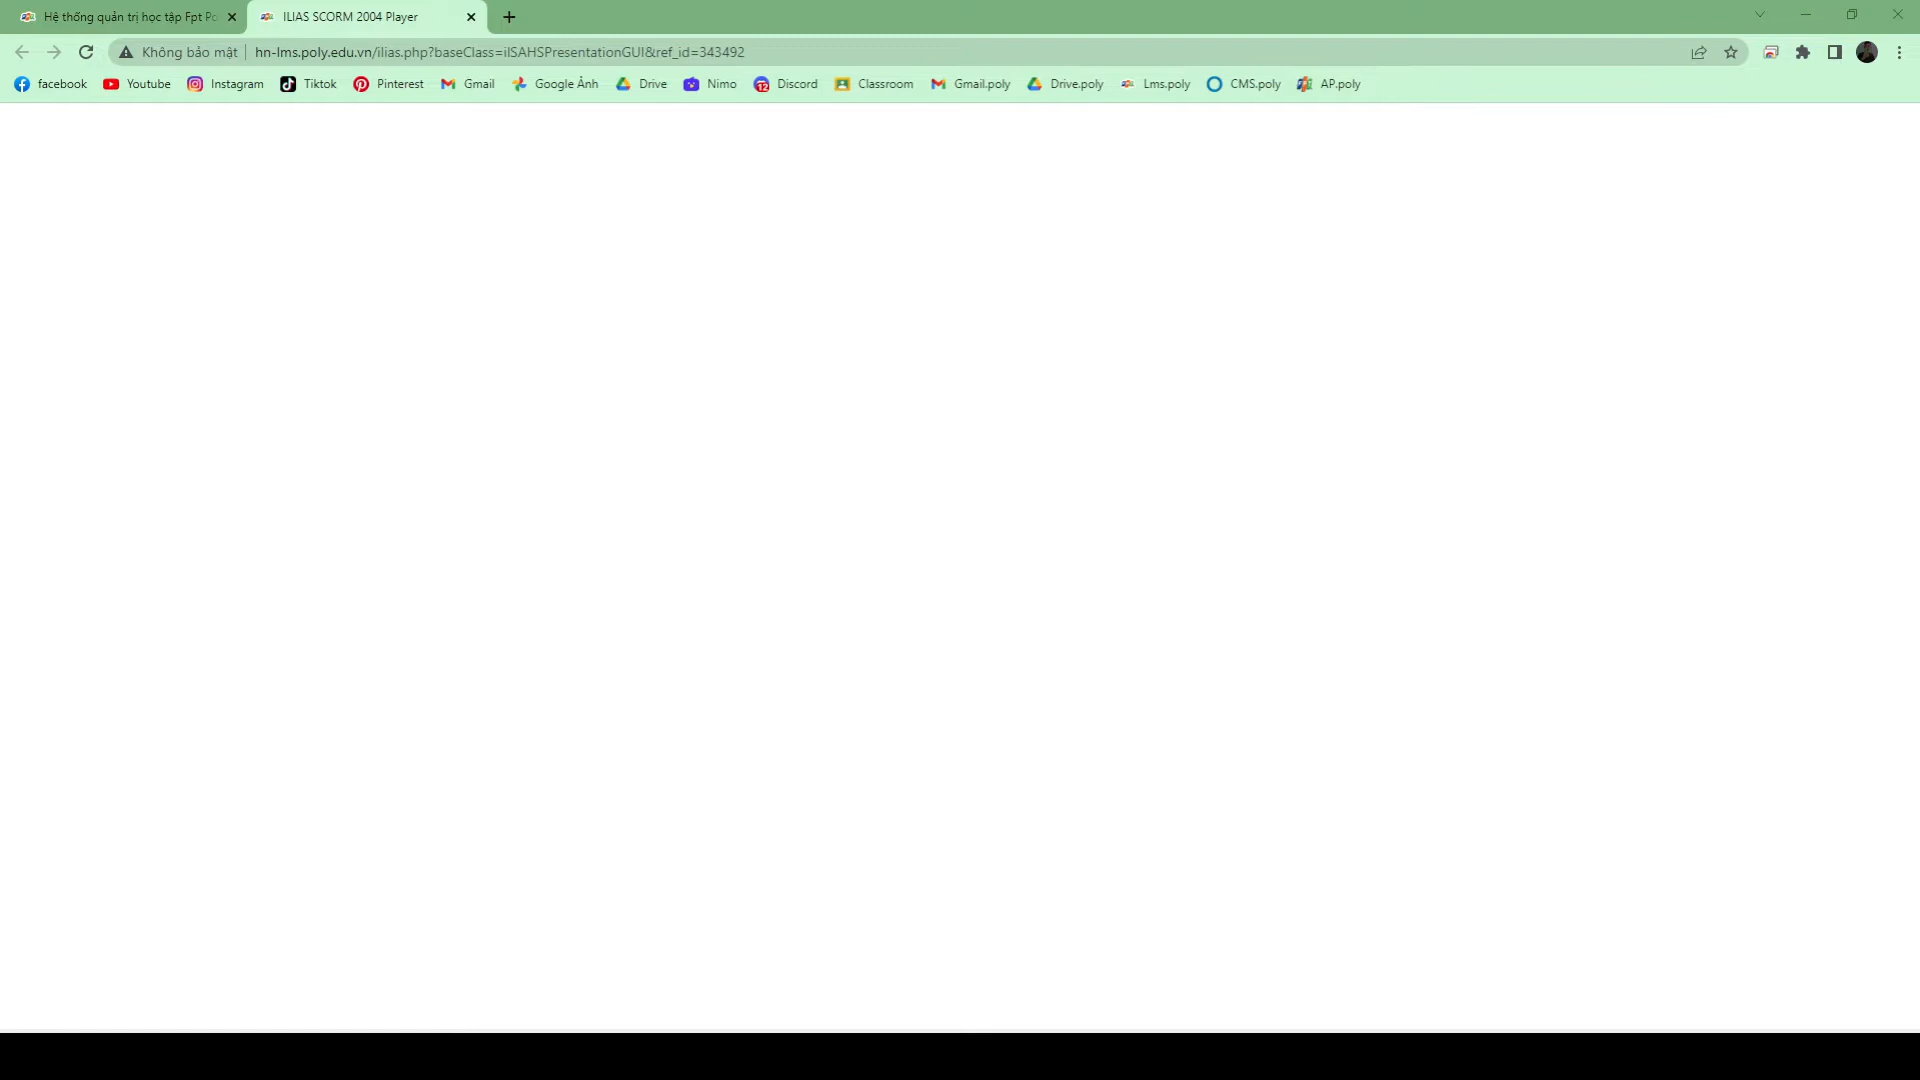 Hệ thống quản trị học tập Fpt Po
ILIAS SCORM 2004 Player
Không bảo mật
hn-lms.poly.edu.vn/ilias.php?baseClass=ilSAHSPresentationGUI&ref_id=343492
facebook
Youtube
Instagram
Tiktok
Pinterest
Gmail
Google Ảnh
Drive
Nimo
12
Discord
Classroom
Gmail.poly
Drive.poly
Lms.poly
CMS.poly
AP.poly